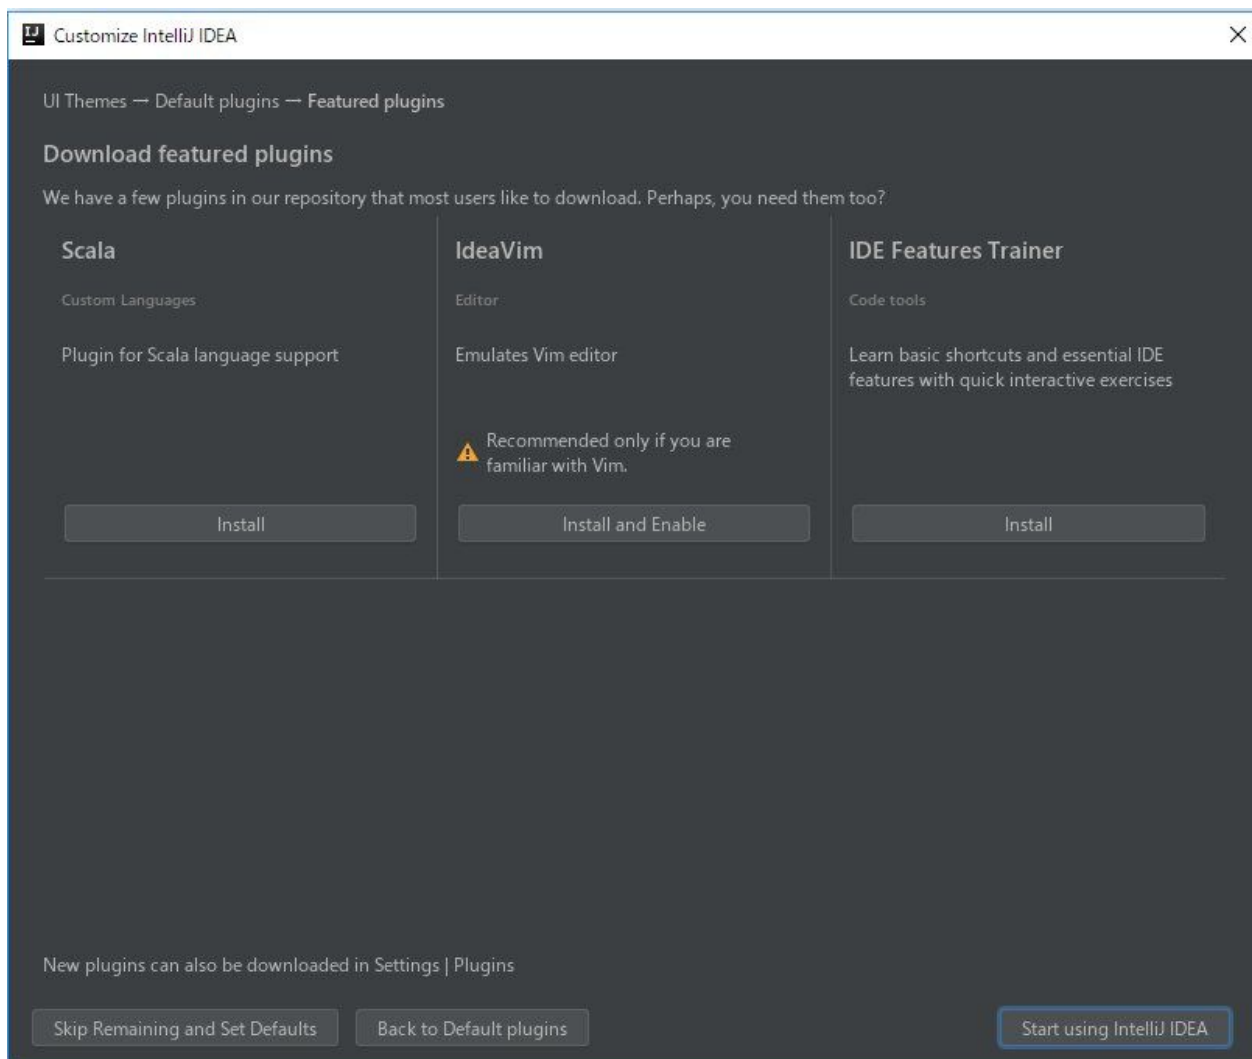 IJ
Customize IntelliJ IDEA
UI Themes → Default plugins → Featured plugins
Download featured plugins
We have a few plugins in our repository that most users like to download. Perhaps, you need them too?
Scala
Custom Languages
Plugin for Scala language support
Install
IdeaVim
Editor
Emulates Vim editor
Recommended only if you are
familiar with Vim.
Install and Enable
IDE Features Trainer
Code tools
Learn basic shortcuts and essential IDE
features with quick interactive exercises
Install
New plugins can also be downloaded in Settings | Plugins
Skip Remaining and Set Defaults
Back to Default plugins
Start using IntelliJ IDEA